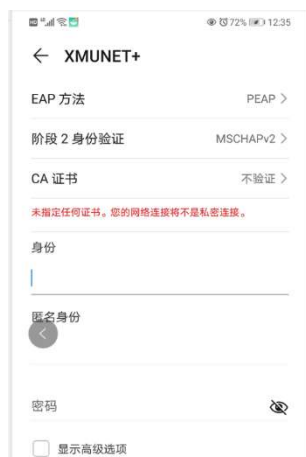 72% 12:35
XMUNET+
EAP 方法 PEAP
阶段 2 身份验证 MSCHAPv2
CA 证书 不验证
未指定任何证书。您的网络连接将不是私密连接。
身份
匿名身份
密码
显示高级选项